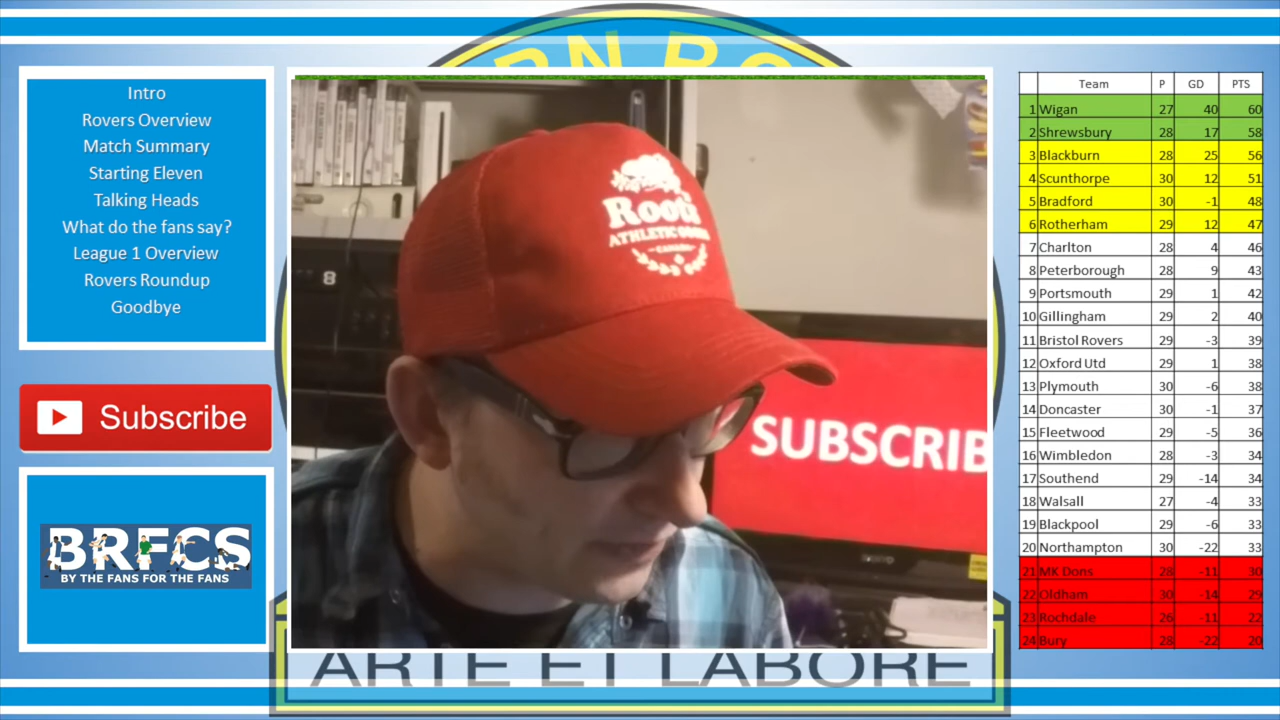 RN RO
Intro
Rovers Overview
Match Summary
Starting Eleven
Talking Heads
What do the fans say?
League 1 Overview
Rovers Roundup
Goodbye
Subscribe
BRFCS
BY THE FANS FOR THE FANS
8
Roots
ATHLETIC GOODS
CANADA
SUBSCRIB
ARTE ET LABORE
Team P GD PTS
1 Wigan 27 40 60
2 Shrewsbury 28 17 58
3 Blackburn 28 25 56
4 Scunthorpe 30 12 51
5 Bradford 30 -1 48
6 Rotherham 29 12 47
7 Charlton 28 4 46
8 Peterborough 28 9 43
9 Portsmouth 29 1 42
10 Gillingham 29 2 40
11 Bristol Rovers 29 -3 39
12 Oxford Utd 29 1 38
13 Plymouth 30 -6 38
14 Doncaster 30 -1 37
15 Fleetwood 29 -5 36
16 Wimbledon 28 -3 34
17 Southend 29 -14 34
18 Walsall 27 -4 33
19 Blackpool 29 -6 33
20 Northampton 30 -22 33
21 MK Dons 28 -11 30
22 Oldham 30 -14 29
23 Rochdale 26 -11 22
24 Bury 28 -22 20